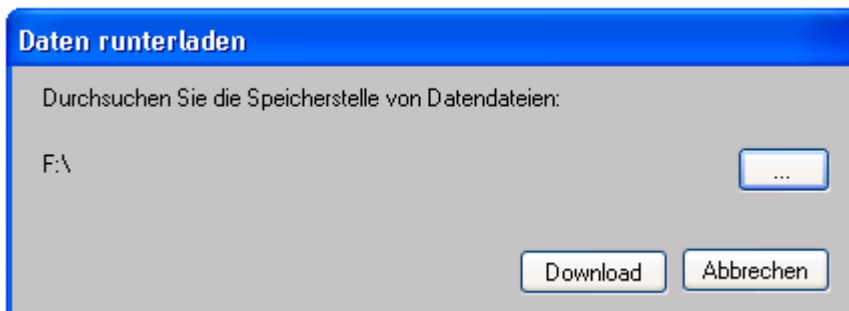 Daten runterladen
Durchsuchen Sie die Speicherstelle von Datendateien:
F:\
...
Download
Abbrechen